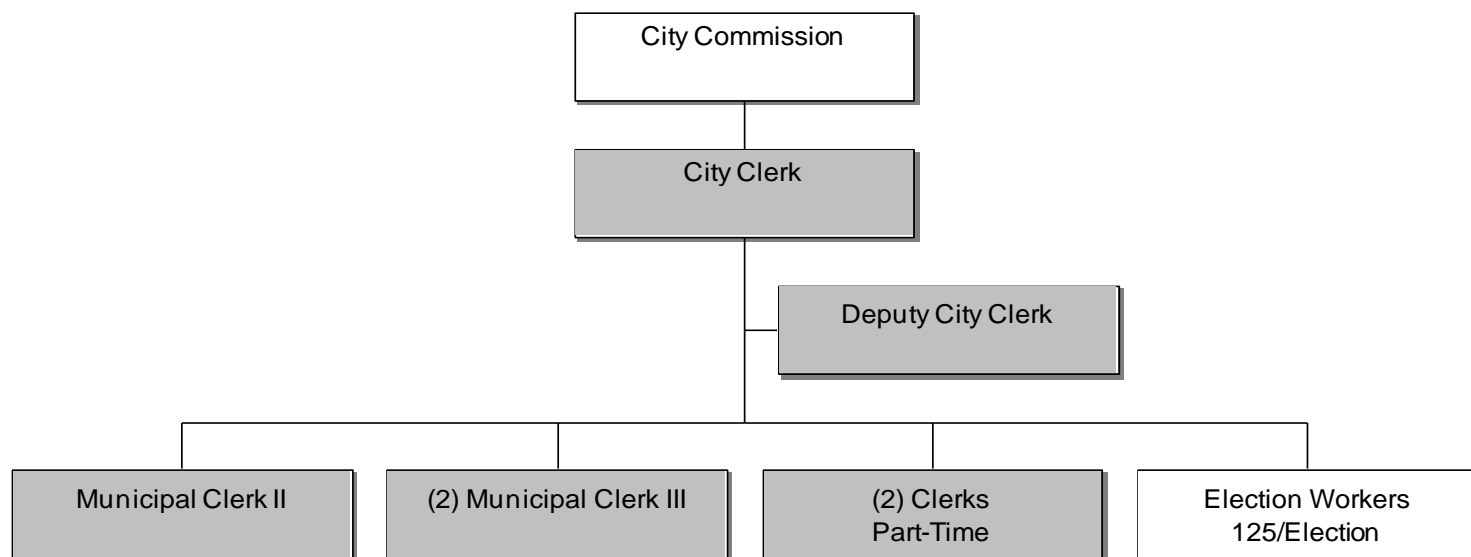 City Commission
City Clerk
Deputy City Clerk
Municipal Clerk II
(2) Municipal Clerk III
(2) Clerks
Part-Time
Election Workers
125/Election